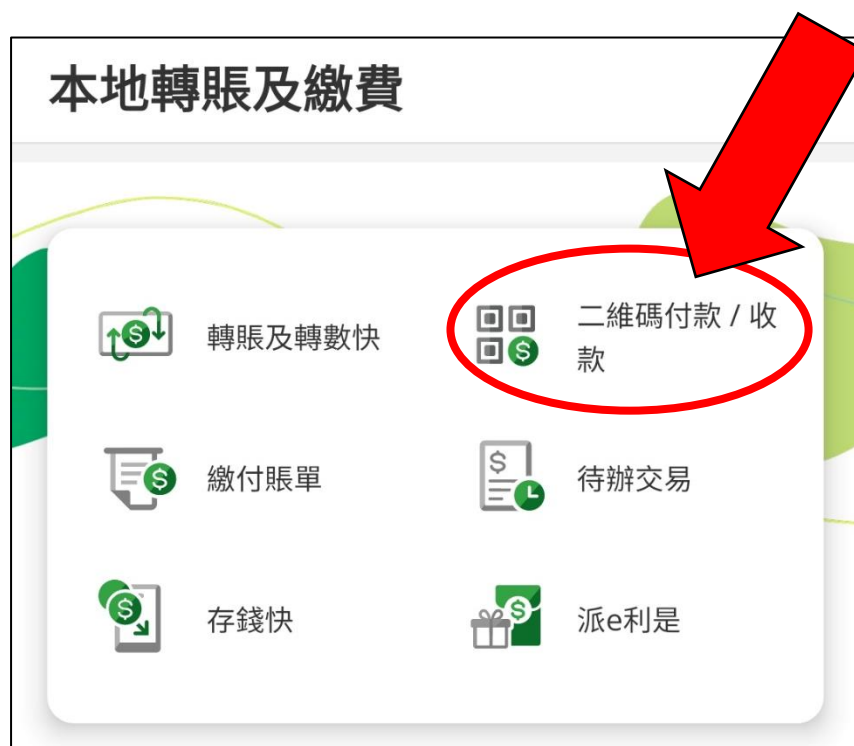 本地轉賬及繳費
轉賬及轉數快
二維碼付款 / 收
款
繳付賬單
待辦交易
存錢快
派e利是